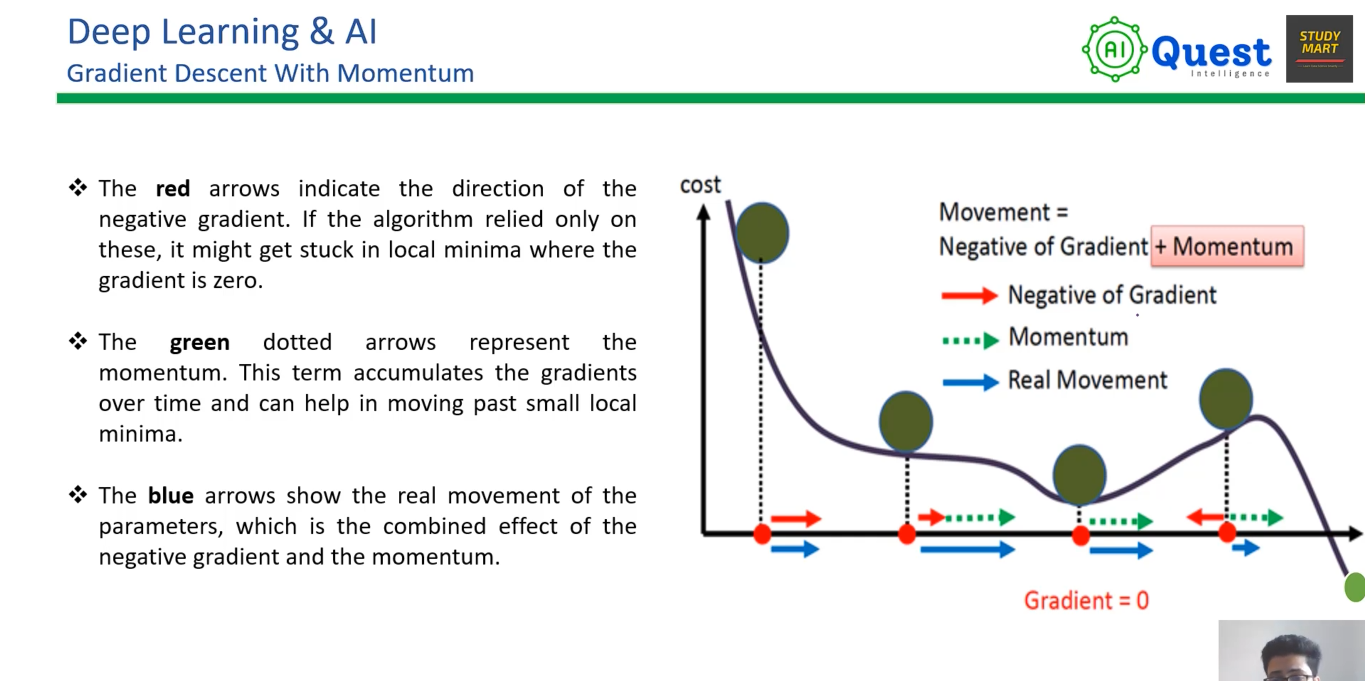 Deep Learning & AI
Gradient Descent With Momentum
AI Quest
Intelligence
STUDY
MART
❖ The red arrows indicate the direction of the
negative gradient. If the algorithm relied only on
these, it might get stuck in local minima where the
gradient is zero.
❖ The green dotted arrows represent the
momentum. This term accumulates the gradients
over time and can help in moving past small local
minima.
❖ The blue arrows show the real movement of the
parameters, which is the combined effect of the
negative gradient and the momentum.
cost
Movement =
Negative of Gradient + Momentum
Negative of Gradient
Momentum
Real Movement
Gradient = 0